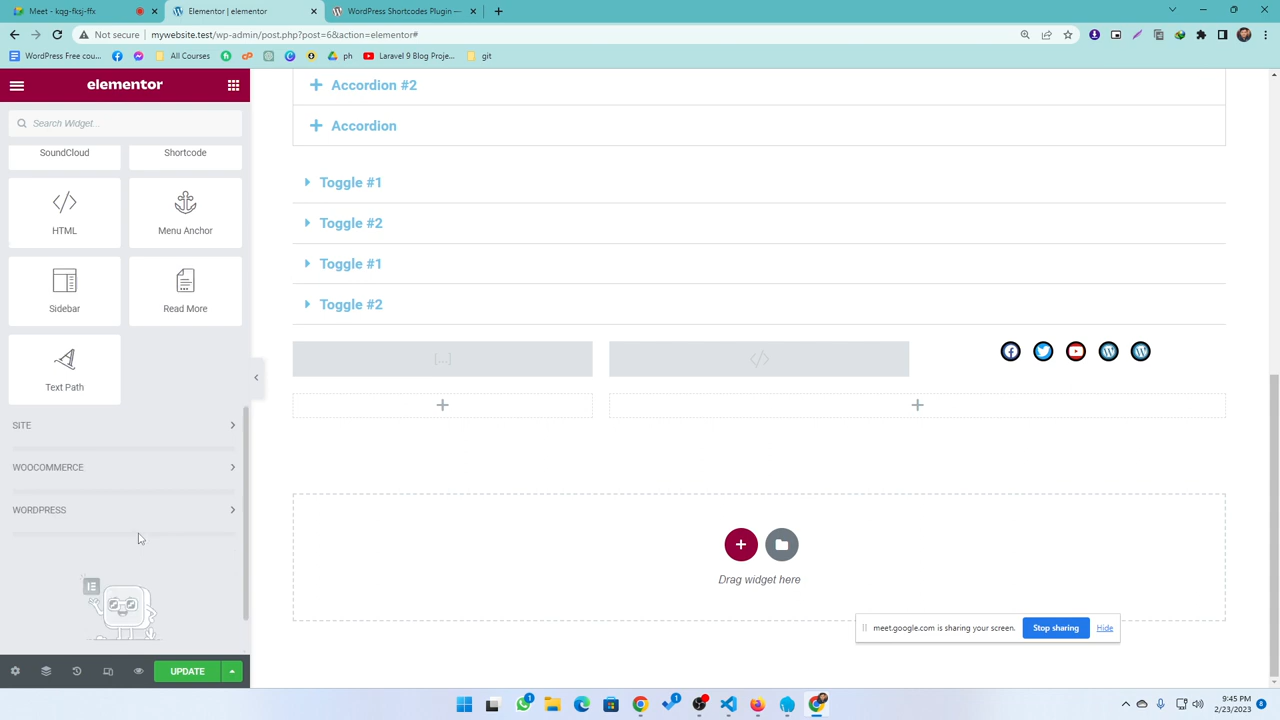 Meet - kqq-fksj-ffx
Wordpress | Elementor
WordPress Shortcodes Plugin —
Not secure
mywebsite.test/wp-admin/post.php?post=6&action=elementor#
WordPress Free cou...
All Courses
ph
Laravel 9 Blog Proje...
git
elementor
Search Widget...
SoundCloud
Shortcode
HTML
Menu Anchor
Sidebar
Read More
Text Path
SITE
WOOCOMMERCE
WORDPRESS
UPDATE
Accordion #2
Accordion
Toggle #1
Toggle #2
Toggle #1
Toggle #2
[...]
</>
Drag widget here
meet.google.com is sharing your screen.
Stop sharing
Hide
9:45 PM
2/23/2023